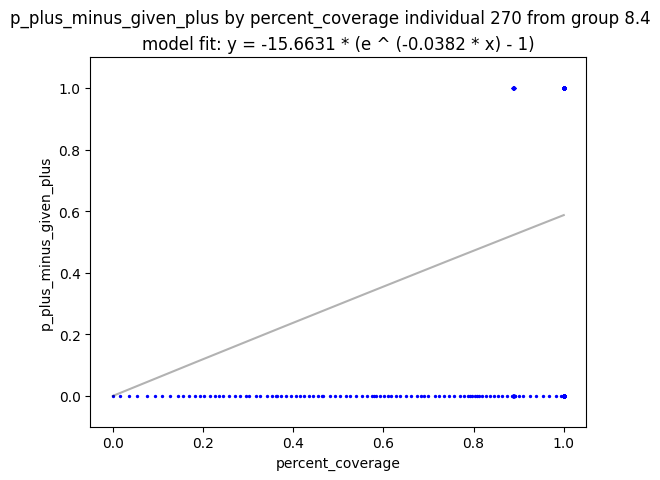 p_plus_minus_given_plus by percent_coverage individual 270 from group 8.4
model fit: y = -15.6631 * (e ^ (-0.0382 * x) - 1)
1.0
0.8
0.6
0.4
0.2
0.0
p_plus_minus_given_plus
0.0 0.2 0.4 0.6 0.8 1.0
percent_coverage